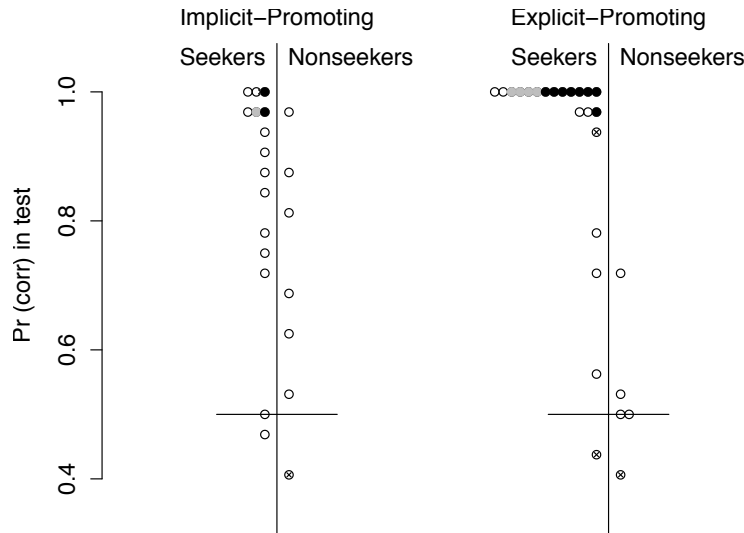 Implicit−Promoting
Explicit−Promoting
Seekers Nonseekers
Seekers Nonseekers
Pr (corr) in test
1.0
0.8
0.6
0.4